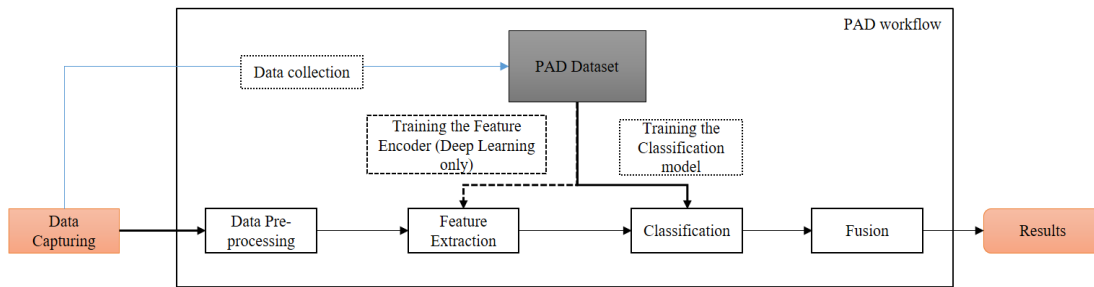 PAD workflow
PAD Dataset
Data collection
Training the Feature
Encoder (Deep Learning
only)
Training the
Classification
model
Data
Capturing
Data Pre-
processing
Feature
Extraction
Classification
Fusion
Results